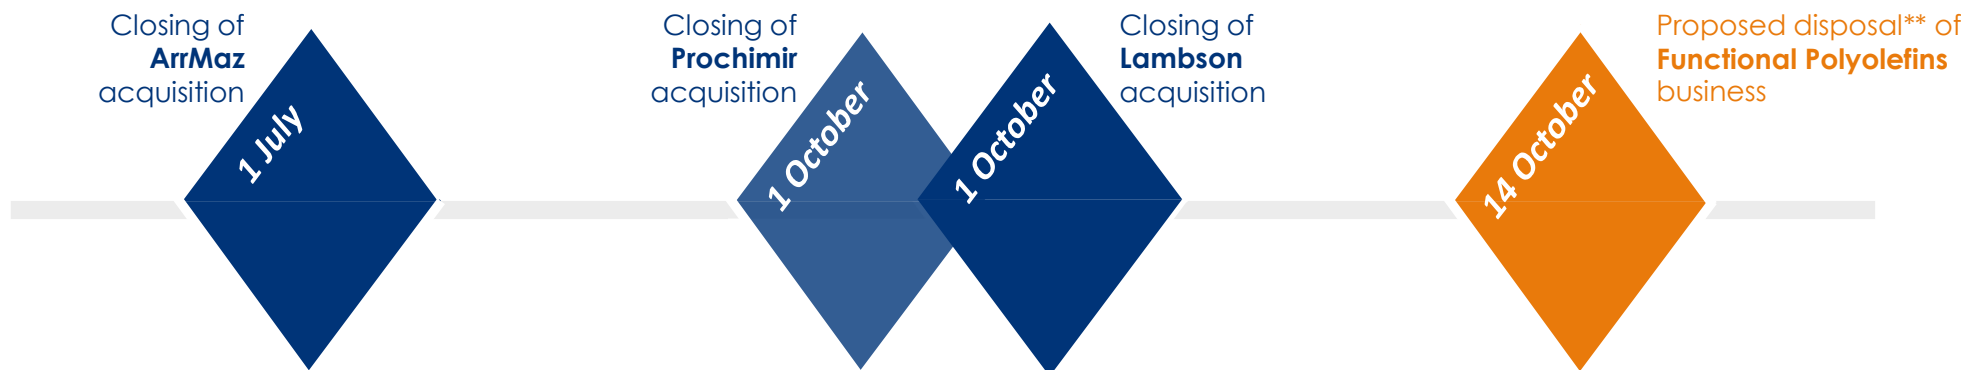 Closing of
ArrMaz
acquisition
1 July
Closing of
Prochimir
acquisition
1 October
Closing of
Lambson
acquisition
1 October
Proposed disposal** of
Functional Polyolefins
business
14 October